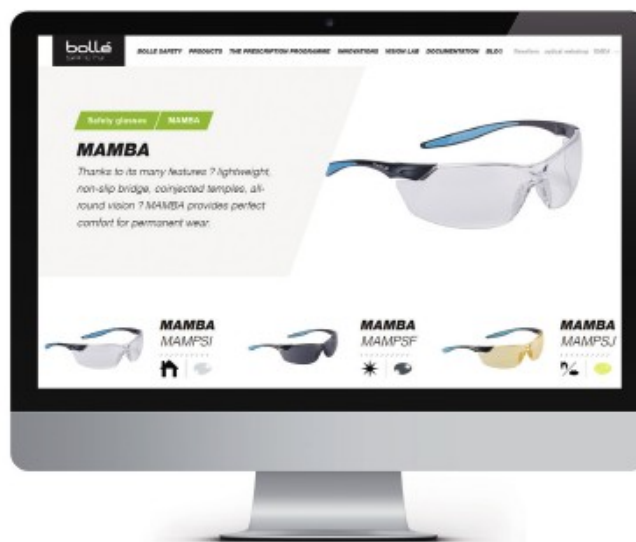 bollé
SAFETY
BOLLE SAFETY PRODUCTS THE PRESCRIPTION PROGRAMME INNOVATIONS VISION LAB DOCUMENTATION BLOG
Safety glasses MAMBA
MAMBA
Thanks to its many features ? lightweight,
non-slip bridge, coinjected temples, all-
round vision ? MAMBA provides perfect
comfort for permanent wear.
MAMBA
MAMPSI
MAMBA
MAMPSF
MAMBA
MAMPSJ